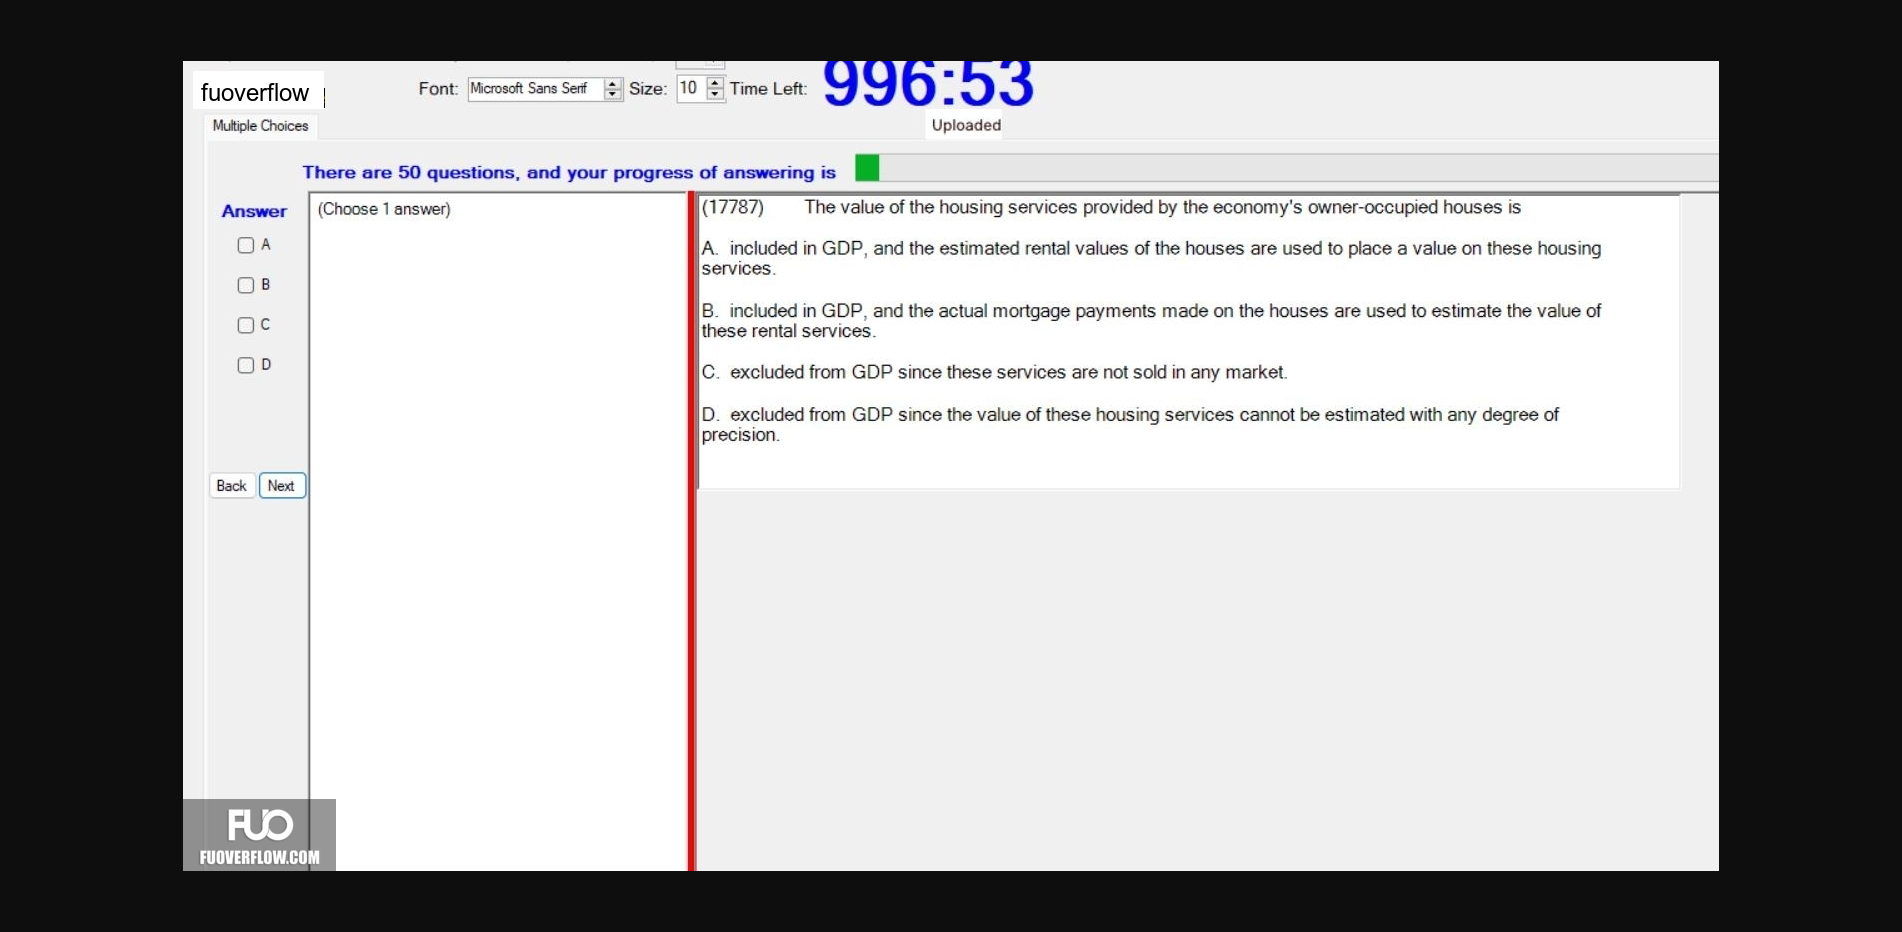 fuoverflow
Font: Microsoft Sans Serif Size: 10 Time Left: 996:53
Multiple Choices
Uploaded
There are 50 questions, and your progress of answering is
Answer
A
B
C
D
Back Next
(Choose 1 answer)
(17787) The value of the housing services provided by the economy's owner-occupied houses is
A. included in GDP, and the estimated rental values of the houses are used to place a value on these housing
services.
B. included in GDP, and the actual mortgage payments made on the houses are used to estimate the value of
these rental services.
C. excluded from GDP since these services are not sold in any market.
D. excluded from GDP since the value of these housing services cannot be estimated with any degree of
precision.
FUO
FUOVERFLOW.COM